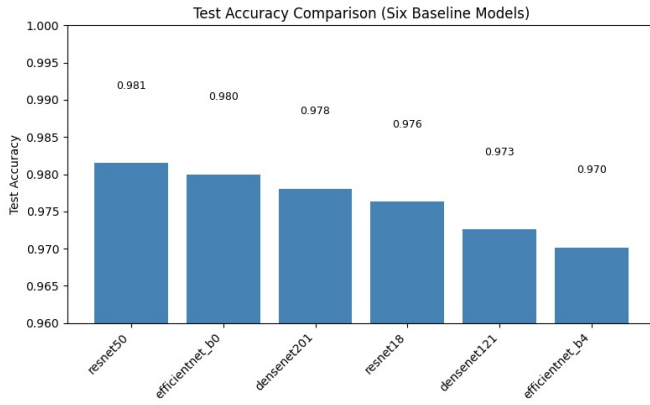 Test Accuracy Comparison (Six Baseline Models)
Test Accuracy
1.000
0.995
0.990
0.985
0.980
0.975
0.970
0.965
0.960
0.981
0.980
0.978
0.976
0.973
0.970
resnet50
efficientnet_b0
densenet201
resnet18
densenet121
efficientnet_b4